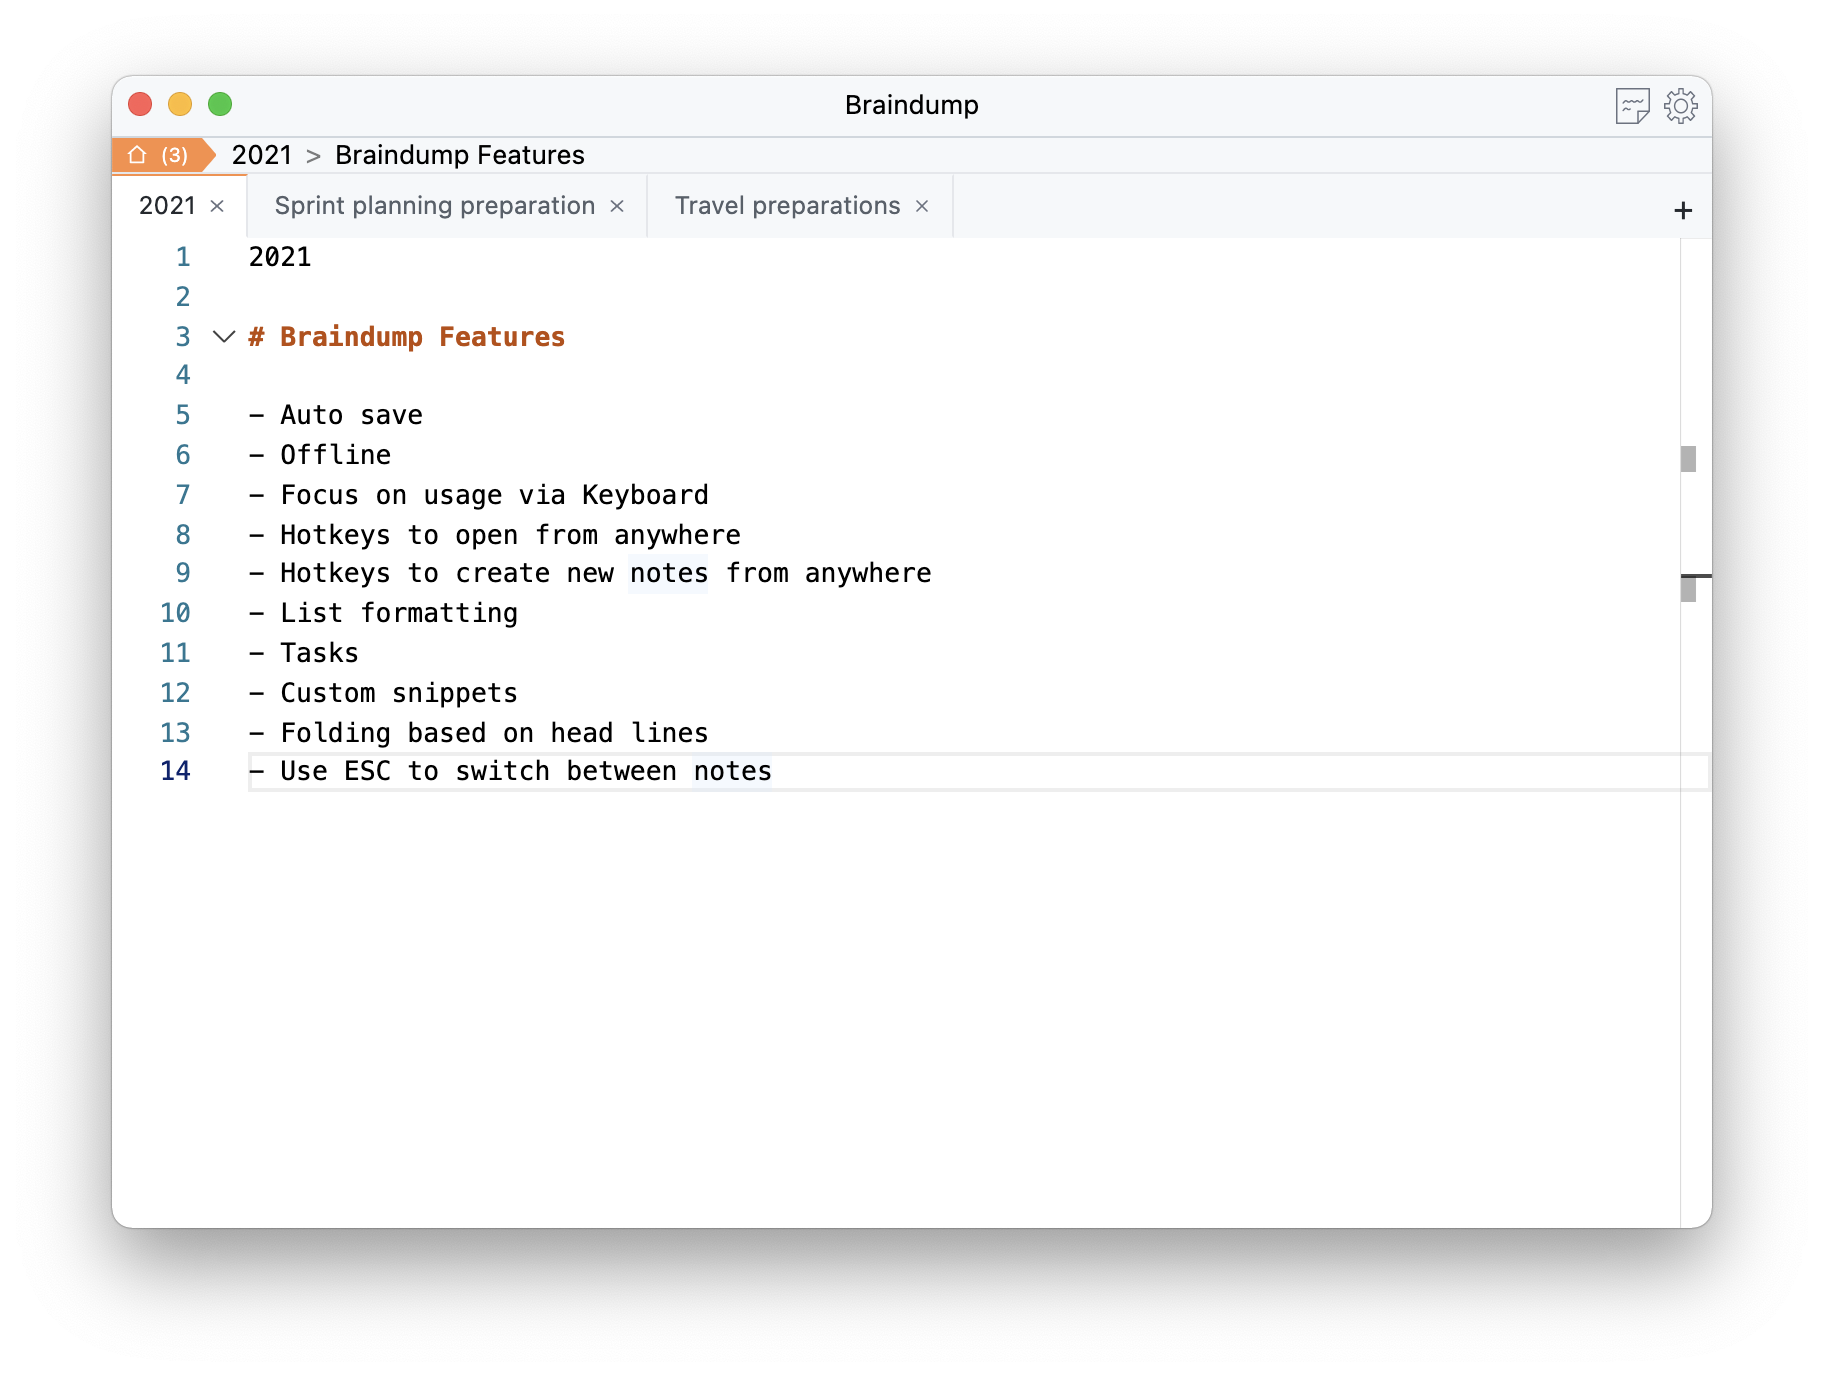 Braindump
(3) 2021 > Braindump Features
2021 × Sprint planning preparation × Travel preparations × +
1 2021
2
3 # Braindump Features
4
5 - Auto save
6 - Offline
7 - Focus on usage via Keyboard
8 - Hotkeys to open from anywhere
9 - Hotkeys to create new notes from anywhere
10 - List formatting
11 - Tasks
12 - Custom snippets
13 - Folding based on head lines
14 - Use ESC to switch between notes